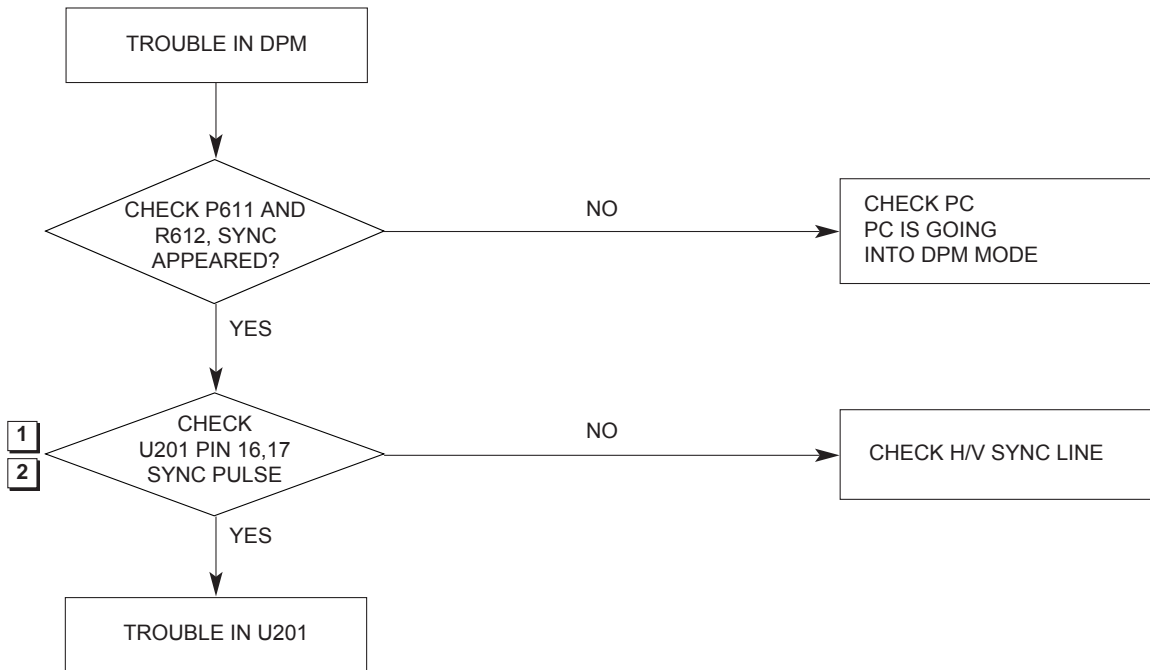 TROUBLE IN DPM
CHECK P611 AND
R612, SYNC
APPEARED?
NO
CHECK PC
PC IS GOING
INTO DPM MODE
YES
1
2
CHECK
U201 PIN 16,17
SYNC PULSE
NO
CHECK H/V SYNC LINE
YES
TROUBLE IN U201